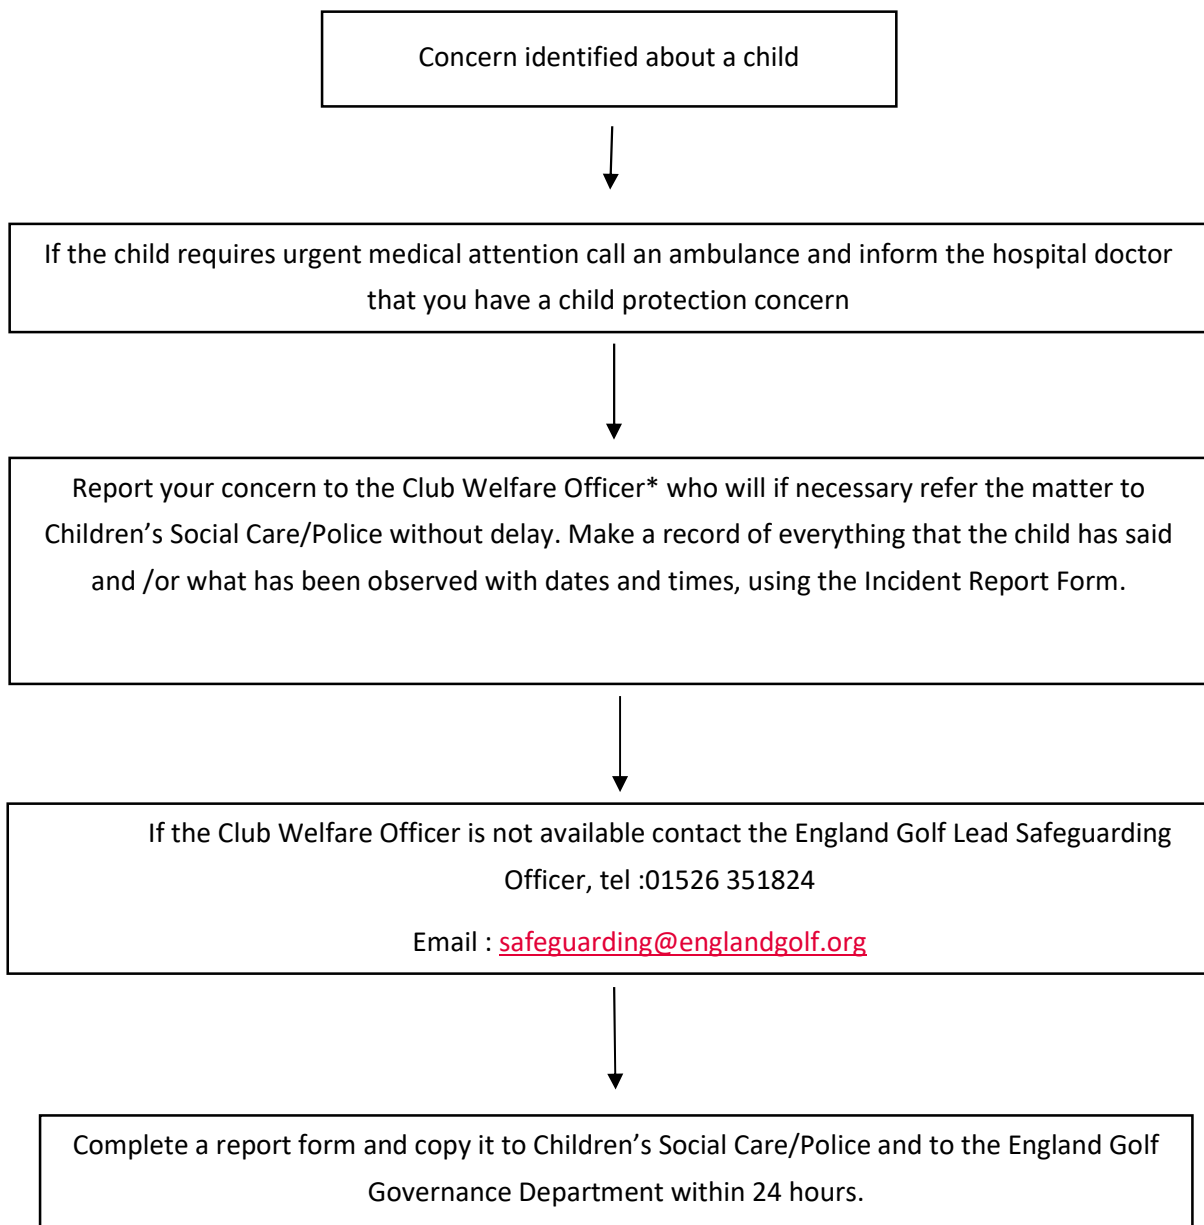 Concern identified about a child
If the child requires urgent medical attention call an ambulance and inform the hospital doctor
that you have a child protection concern
Report your concern to the Club Welfare Officer* who will if necessary refer the matter to
Children’s Social Care/Police without delay. Make a record of everything that the child has said
and /or what has been observed with dates and times, using the Incident Report Form.
If the Club Welfare Officer is not available contact the England Golf Lead Safeguarding
Officer, tel :01526 351824
Email : safeguarding@englandgolf.org
Complete a report form and copy it to Children’s Social Care/Police and to the England Golf
Governance Department within 24 hours.